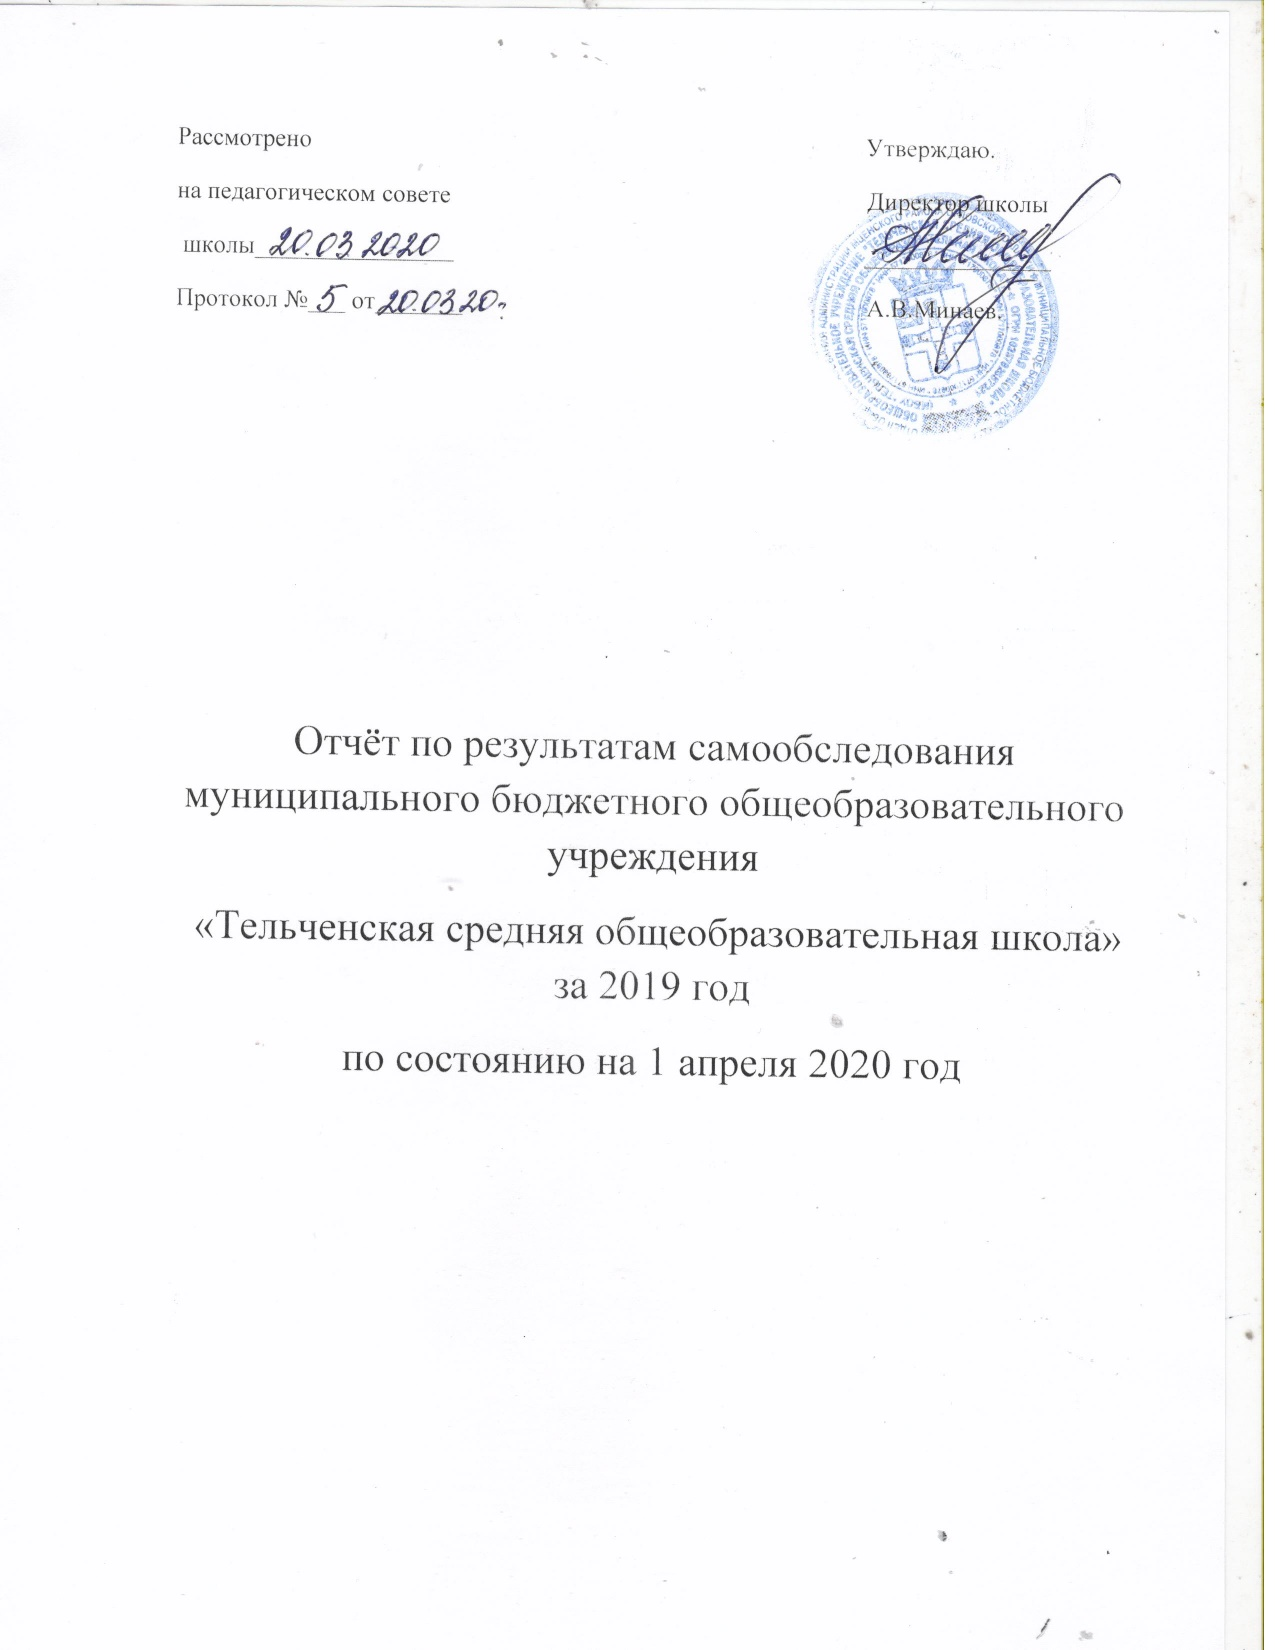 Рассмотрено
на педагогическом совете
школы 20.03.2020
Протокол № 5 от 20.03.20г
Утверждаю.
Директор школы
А.В.Минаев.
Отчёт по результатам самообследования
муниципального бюджетного общеобразовательного
учреждения
«Тельченская средняя общеобразовательная школа»
за 2019 год
по состоянию на 1 апреля 2020 год